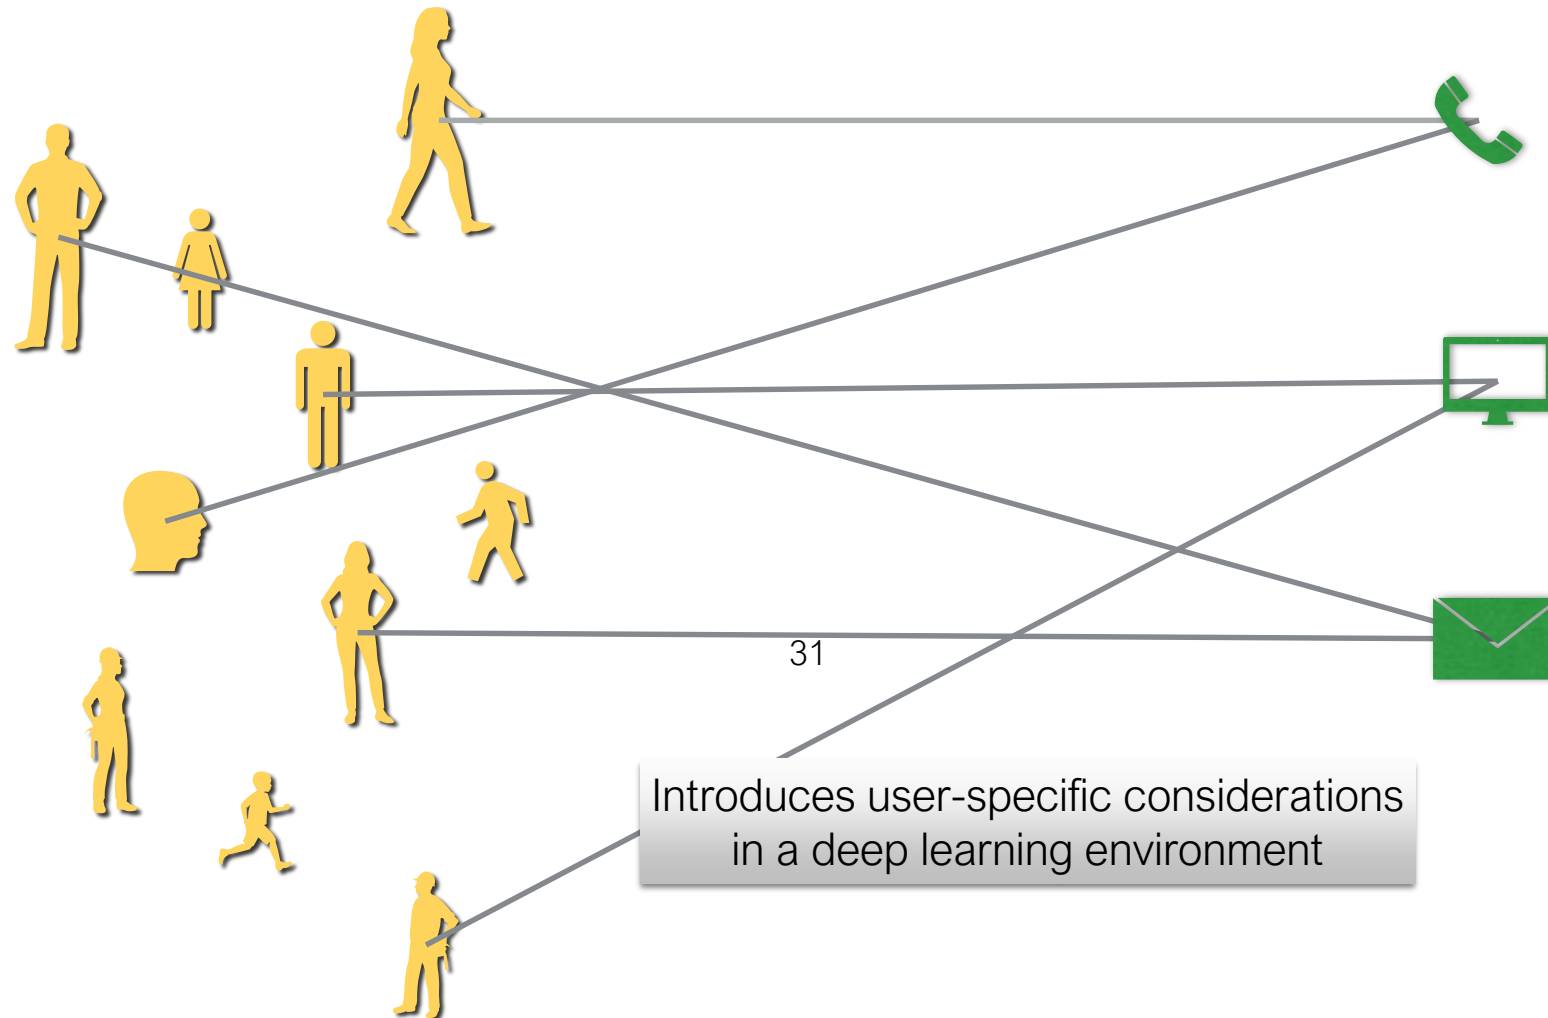 31
Introduces user-specific considerations
in a deep learning environment